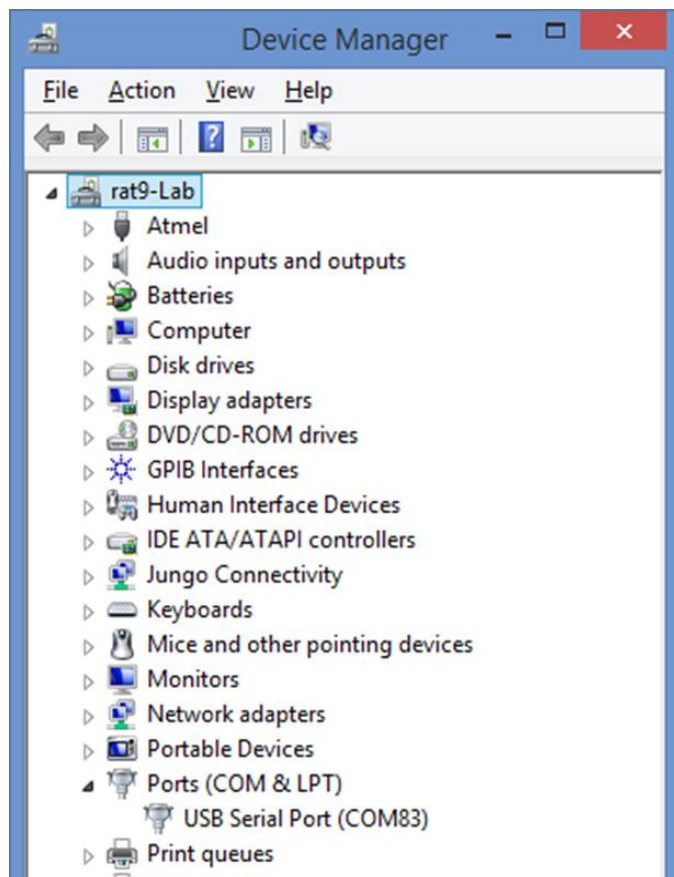 Device Manager
File Action View Help
rat9-Lab
Atmel
Audio inputs and outputs
Batteries
Computer
Disk drives
Display adapters
DVD/CD-ROM drives
GPIB Interfaces
Human Interface Devices
IDE ATA/ATAPI controllers
Jungo Connectivity
Keyboards
Mice and other pointing devices
Monitors
Network adapters
Portable Devices
Ports (COM & LPT)
USB Serial Port (COM83)
Print queues